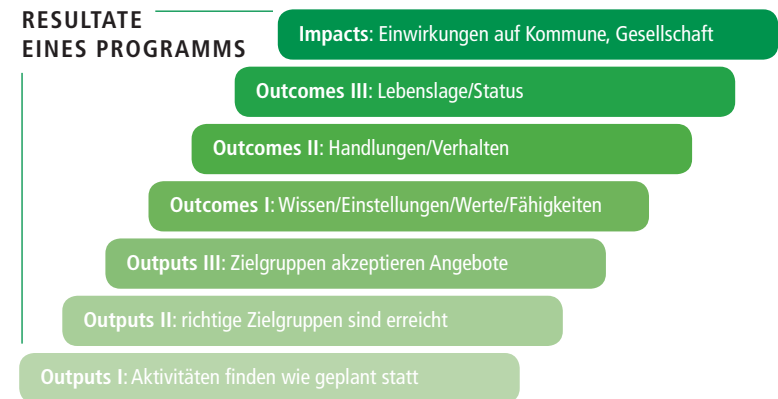 RESULTATE
EINES PROGRAMMS
Impacts: Einwirkungen auf Kommune, Gesellschaft
Outcomes III: Lebenslage/Status
Outcomes II: Handlungen/Verhalten
Outcomes I: Wissen/Einstellungen/Werte/Fähigkeiten
Outputs III: Zielgruppen akzeptieren Angebote
Outputs II: richtige Zielgruppen sind erreicht
Outputs I: Aktivitäten finden wie geplant statt